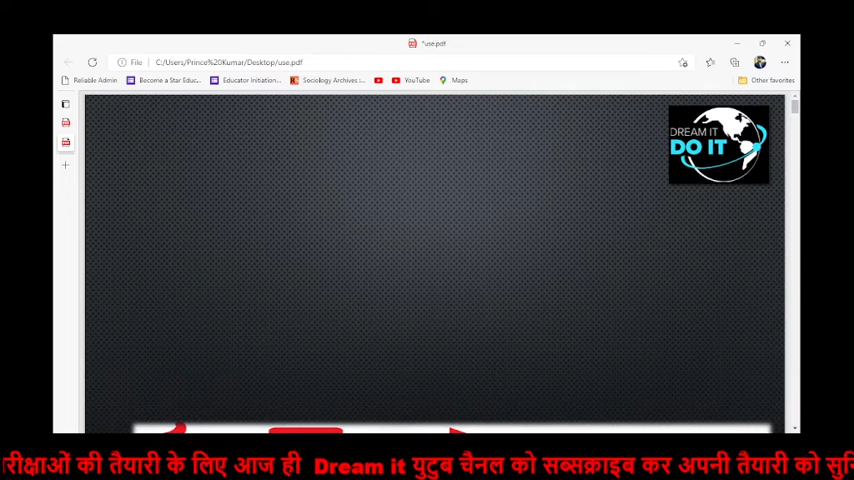 *use.pdf
File C:/Users/Prince%20Kumar/Desktop/use.pdf
Reliable Admin Become a Star Educ... Educator Initiation... Sociology Archives :... YouTube Maps Other favorites
DREAM IT
DO IT
की तैयारी के लिए आज ही Dream it युटुब चैनल को सब्सक्राइब कर अपनी तैयारी को